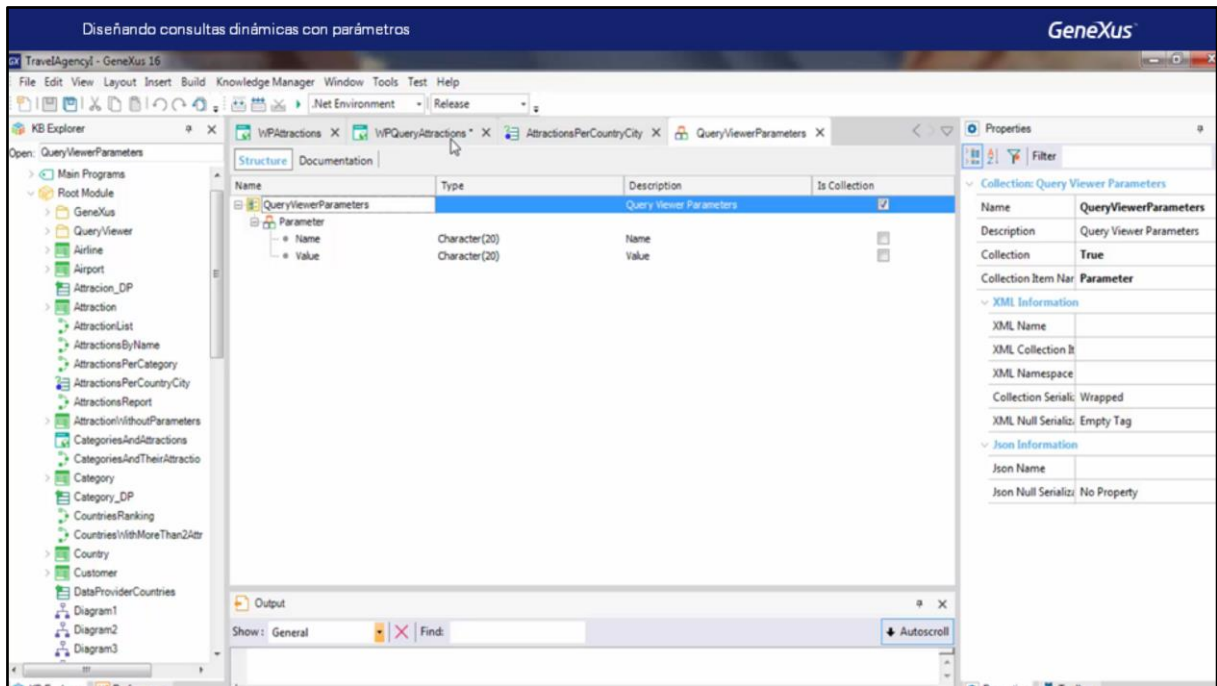 Diseñando consultas dinámicas con parámetros
GeneXus
TravelAgencyI - GeneXus 16
File Edit View Layout Insert Build Knowledge Manager Window Tools Test Help
.Net Environment Release
KB Explorer
Open: QueryViewerParameters
Main Programs
Root Module
GeneXus
QueryViewer
Airline
Airport
Attracion_DP
Attraction
AttractionList
AttractionsByName
AttractionsPerCategory
AttractionsPerCountryCity
AttractionsReport
AttractionWithoutParameters
CategoriesAndAttractions
CategoriesAndTheirAttractio
Category
Category_DP
CountriesRanking
CountriesWithMoreThan2Attr
Country
Customer
DataProviderCountries
Diagram1
Diagram2
Diagram3
WPAttractions X WPQueryAttractions * X AttractionsPerCountryCity X QueryViewerParameters X
Structure Documentation
Name Type Description Is Collection
QueryViewerParameters Query Viewer Parameters
Parameter
Name Character(20) Name
Value Character(20) Value
Output
Show: General Find: Autoscroll
Properties
Filter
Collection: Query Viewer Parameters
Name QueryViewerParameters
Description Query Viewer Parameters
Collection True
Collection Item Nar Parameter
XML Information
XML Name
XML Collection It
XML Namespace
Collection Seriali: Wrapped
XML Null Serializ: Empty Tag
Json Information
Json Name
Json Null Serializ: No Property